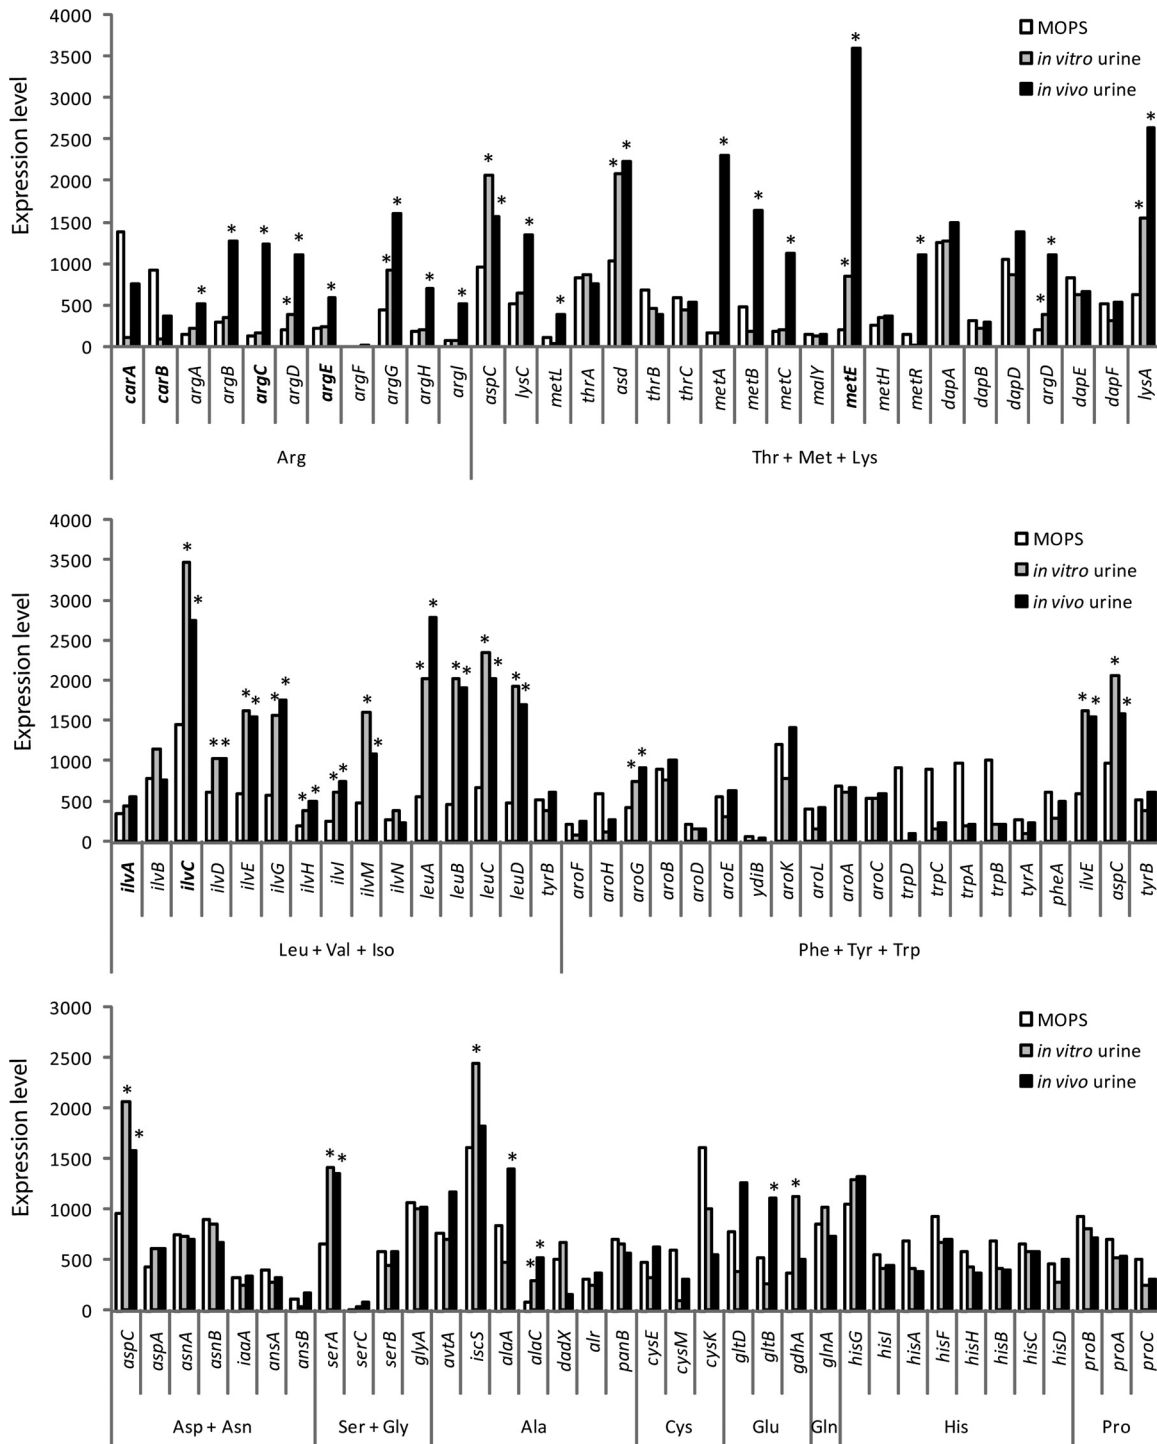 4000
3500
3000
2500
2000
1500
1000
500
0
Expression level
MOPS
in vitro urine
in vivo urine
* * * * * * * * * * * * * * * * * * * * * * * * *
carA carB argA argB argC argD argE argF argG argH argI aspC lysC metL thrA asd thrB thrC metA metB metC malY metE metH metR dapA dapB dapD argD dapE dapF lysA
Arg Thr + Met + Lys
4000
3500
3000
2500
2000
1500
1000
500
0
Expression level
MOPS
in vitro urine
in vivo urine
* * * * * * * * * * * * * * * * * * * * * * * * * * * *
ilvA ilvB ilvC ilvD ilvE ilvG ilvH ilvI ilvM ilvN leuA leuB leuC leuD tyrB aroF aroH aroG aroB aroD aroE ydiB aroK aroL aroA aroC trpD trpC trpA trpB tyrA pheA ilvE aspC tyrB
Leu + Val + Iso Phe + Tyr + Trp
3000
2500
2000
1500
1000
500
0
Expression level
MOPS
in vitro urine
in vivo urine
* * * * * * * * * *
aspC aspA asnA asnB iaaA ansA ansB serA serC serB glyA avtA iscS alaA alaC dadX alr panB cysE cysM cysK gltD gltB gdhA glnA hisG hisI hisA hisF hisH hisB hisC hisD proB proA proC
Asp + Asn Ser + Gly Ala Cys Glu Gln His Pro